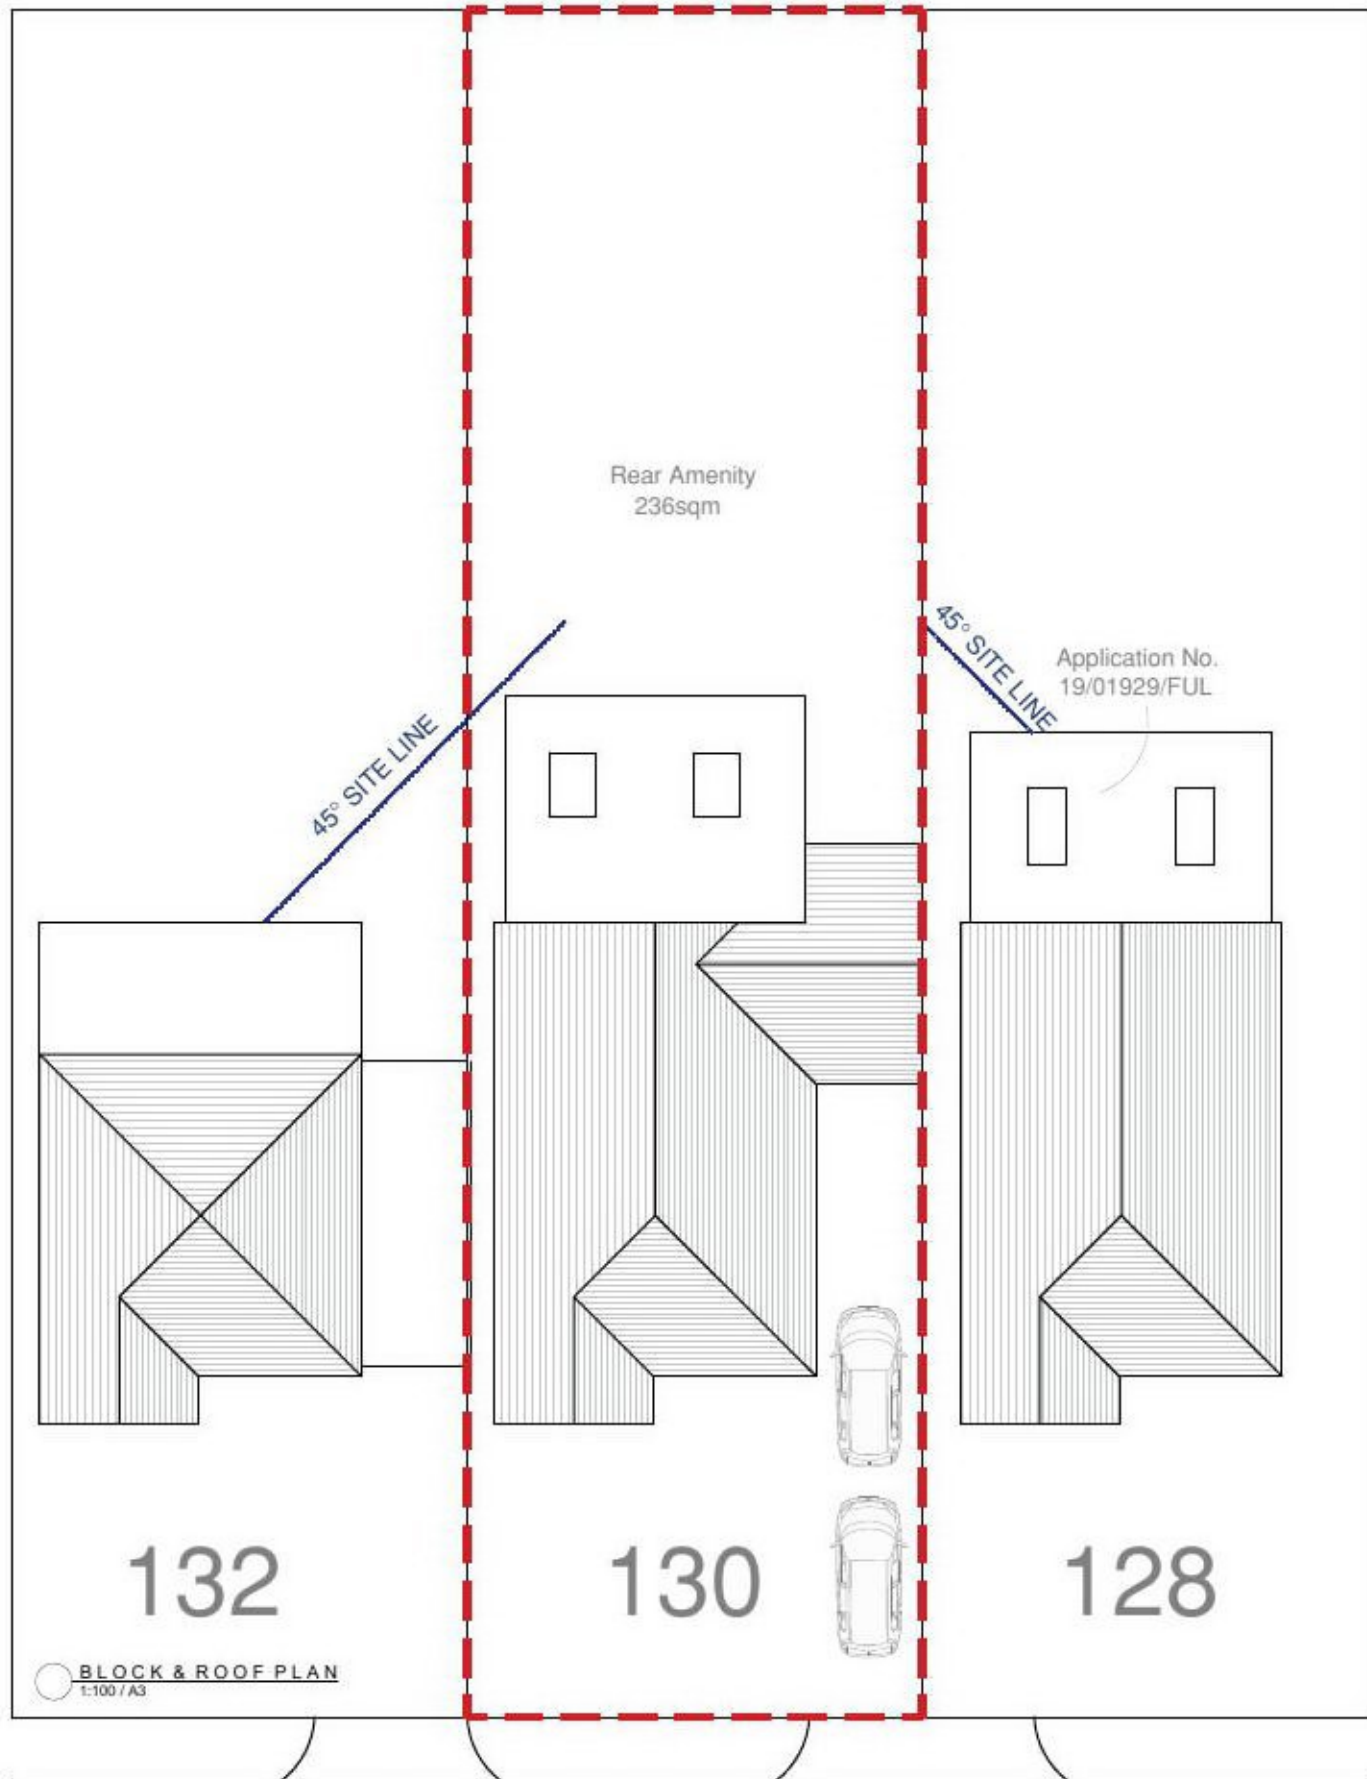 Rear Amenity
236sqm
45° SITE LINE
45° SITE LINE
Application No.
19/01929/FUL
132
130
128
BLOCK & ROOF PLAN
1:100 / A3